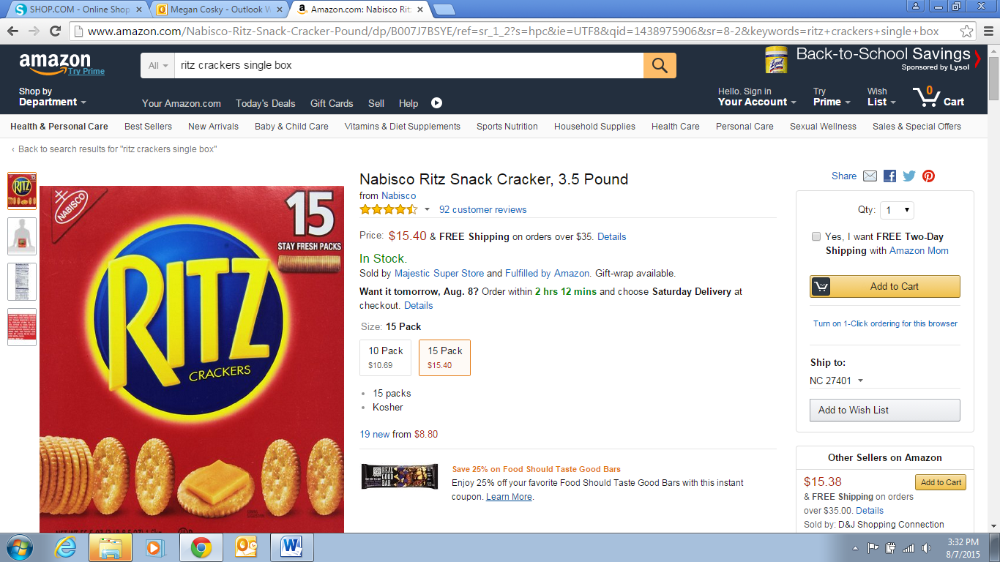 SHOP.COM - Online Shop
Megan Cosky - Outlook W
Amazon.com: Nabisco Rit
www.amazon.com/Nabisco-Ritz-Snack-Cracker-Pound/dp/B007J7BSYE/ref=sr_1_2?s=hpc&ie=UTF8&qid=1438975906&sr=8-2&keywords=ritz+crackers+single+box
amazon
Try Prime
All
ritz crackers single box
Lysol
Back-to-School Savings
Sponsored by Lysol
Shop by
Department
Your Amazon.com Today's Deals Gift Cards Sell Help
Hello. Sign in
Your Account
Try
Prime
Wish
List
0
Cart
Health & Personal Care Best Sellers New Arrivals Baby & Child Care Vitamins & Diet Supplements Sports Nutrition Household Supplies Health Care Personal Care Sexual Wellness Sales & Special Offers
‹ Back to search results for "ritz crackers single box"
NABISCO
15
STAY FRESH PACKS
RITZ
CRACKERS
Nabisco Ritz Snack Cracker, 3.5 Pound
from Nabisco
92 customer reviews
Price: $15.40 & FREE Shipping on orders over $35. Details
In Stock.
Sold by Majestic Super Store and Fulfilled by Amazon. Gift-wrap available.
Want it tomorrow, Aug. 8? Order within 2 hrs 12 mins and choose Saturday Delivery at
checkout. Details
Size: 15 Pack
10 Pack
$10.69
15 Pack
$15.40
• 15 packs
• Kosher
19 new from $8.80
REAL GOOD BAR
Save 25% on Food Should Taste Good Bars
Enjoy 25% off your favorite Food Should Taste Good Bars with this instant
coupon. Learn More.
Share
Qty: 1
Yes, I want FREE Two-Day
Shipping with Amazon Mom
Add to Cart
Turn on 1-Click ordering for this browser
Ship to:
NC 27401
Add to Wish List
Other Sellers on Amazon
$15.38
Add to Cart
& FREE Shipping on orders
over $35.00. Details
Sold by: D&J Shopping Connection
3:32 PM
8/7/2015